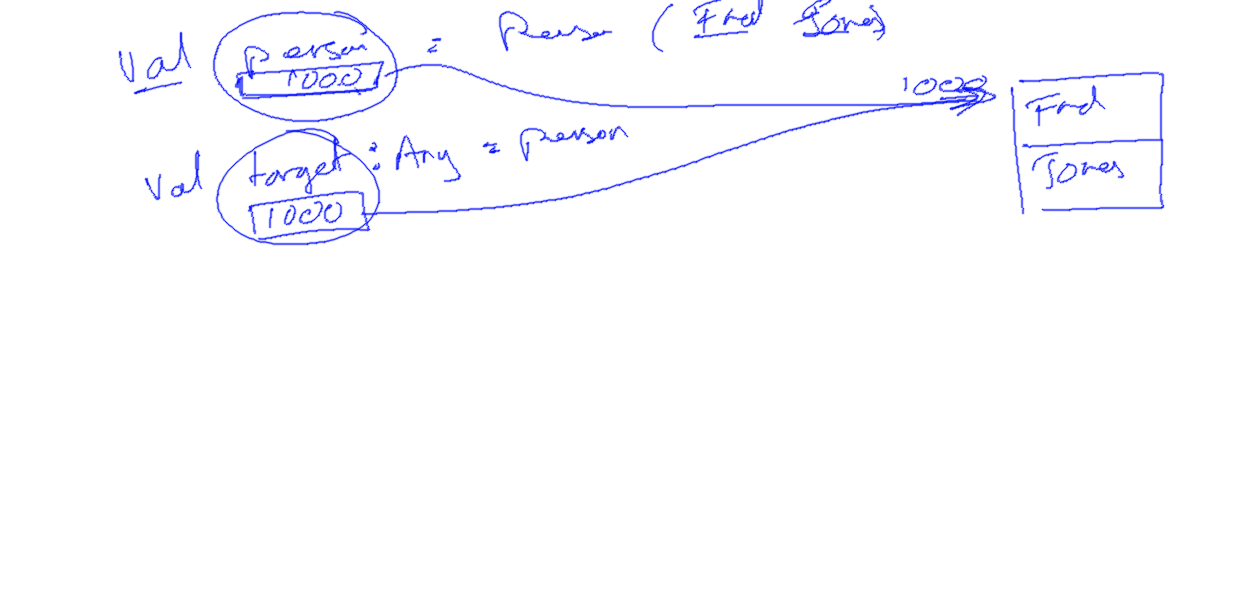 val person = Person ( Fred Jones)
1000
1000
Fred
val target : Any = person
Jones
1000